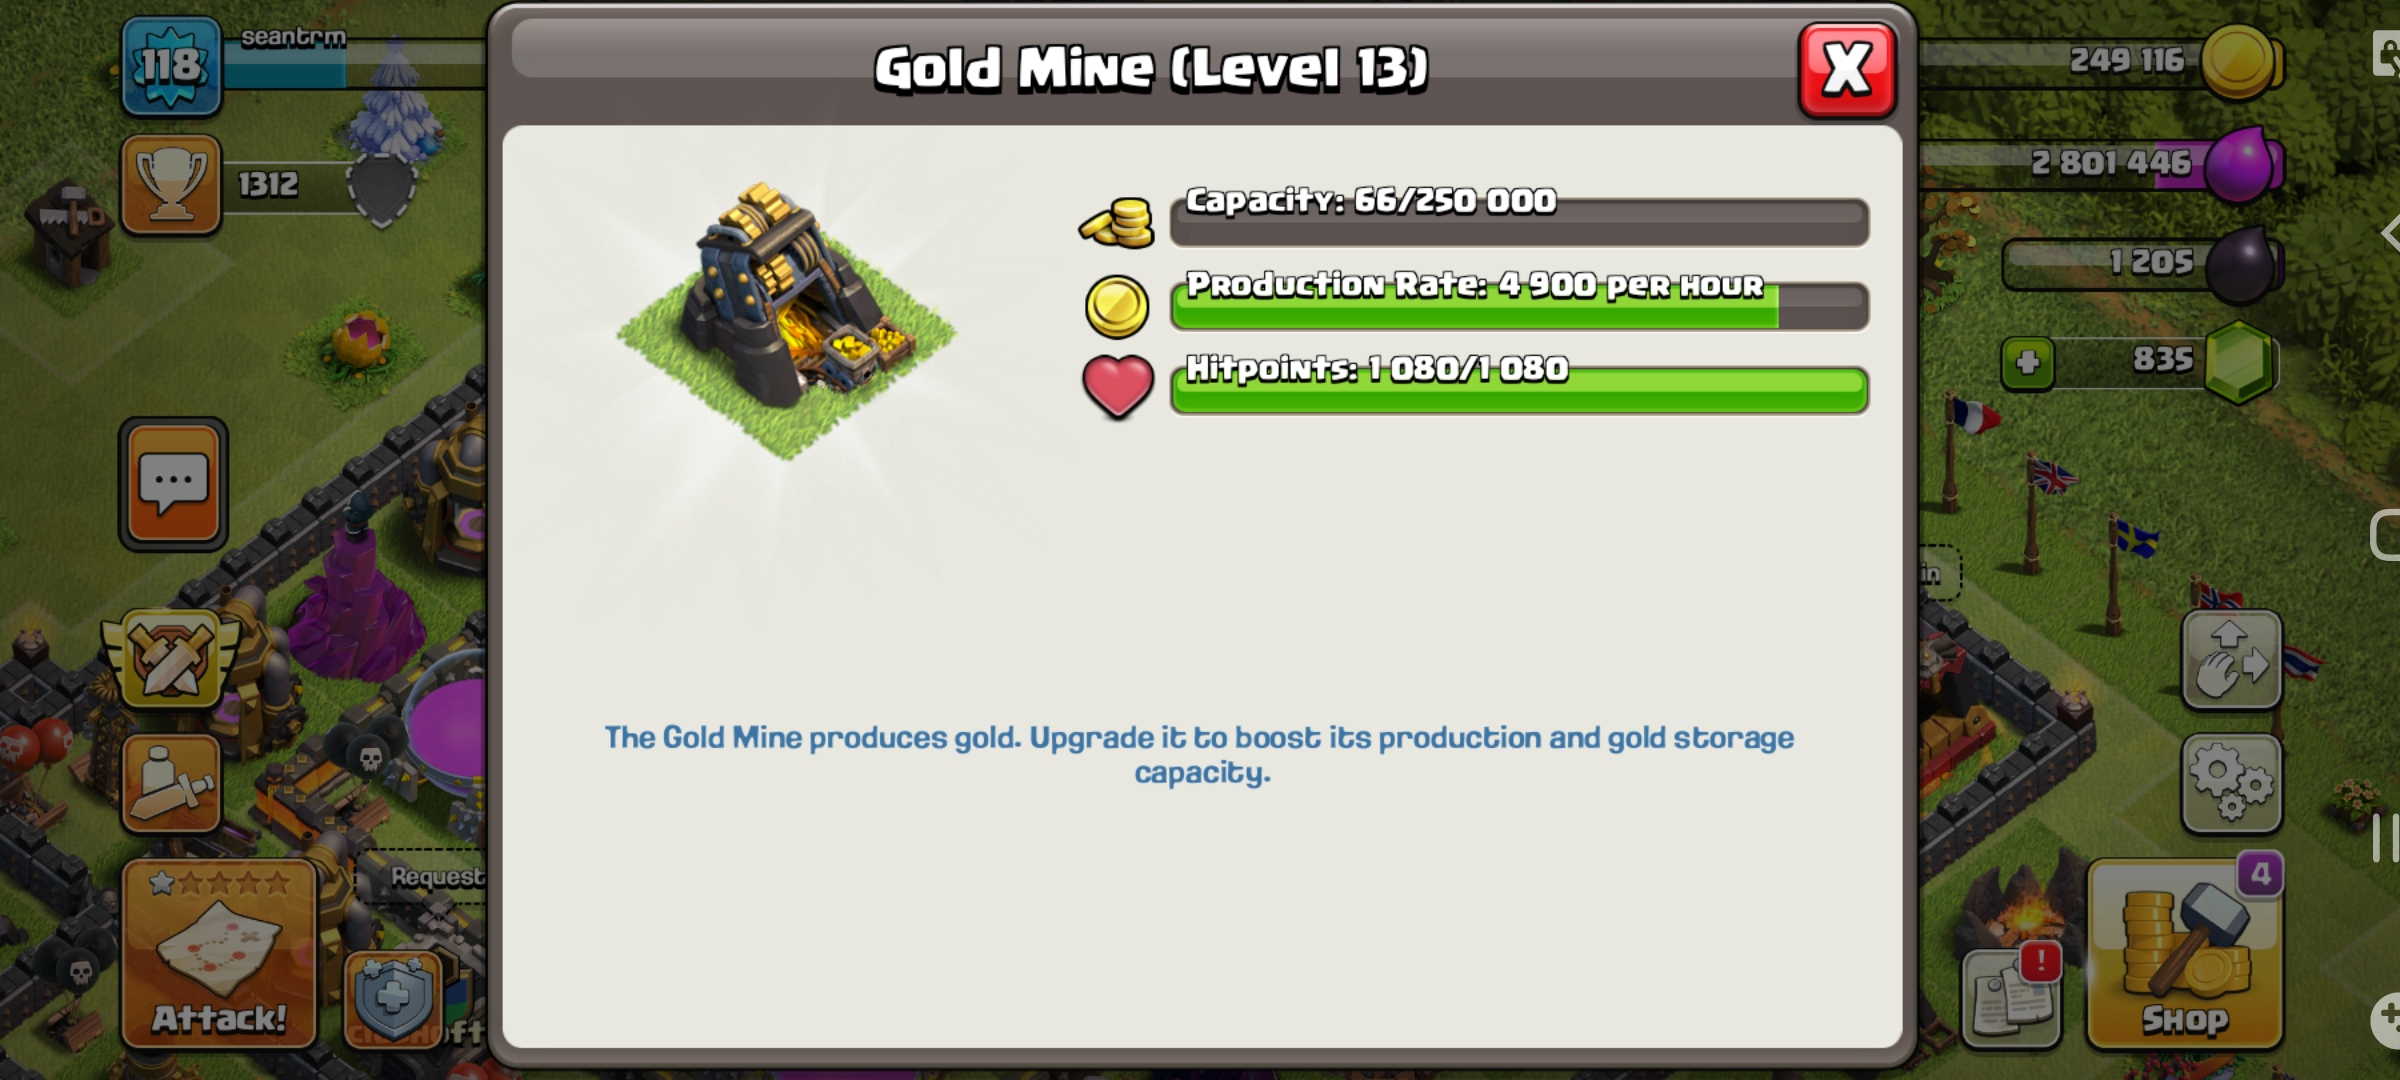 118
seantrm
Gold Mine (Level 13)
X
249 116
1312
2 801 446
Capacity: 66/250 000
1 205
Production Rate: 4 900 per hour
835
Hitpoints: 1 080/1 080
in
The Gold Mine produces gold. Upgrade it to boost its production and gold storage
capacity.
Request
4
!
Attack!
Shop